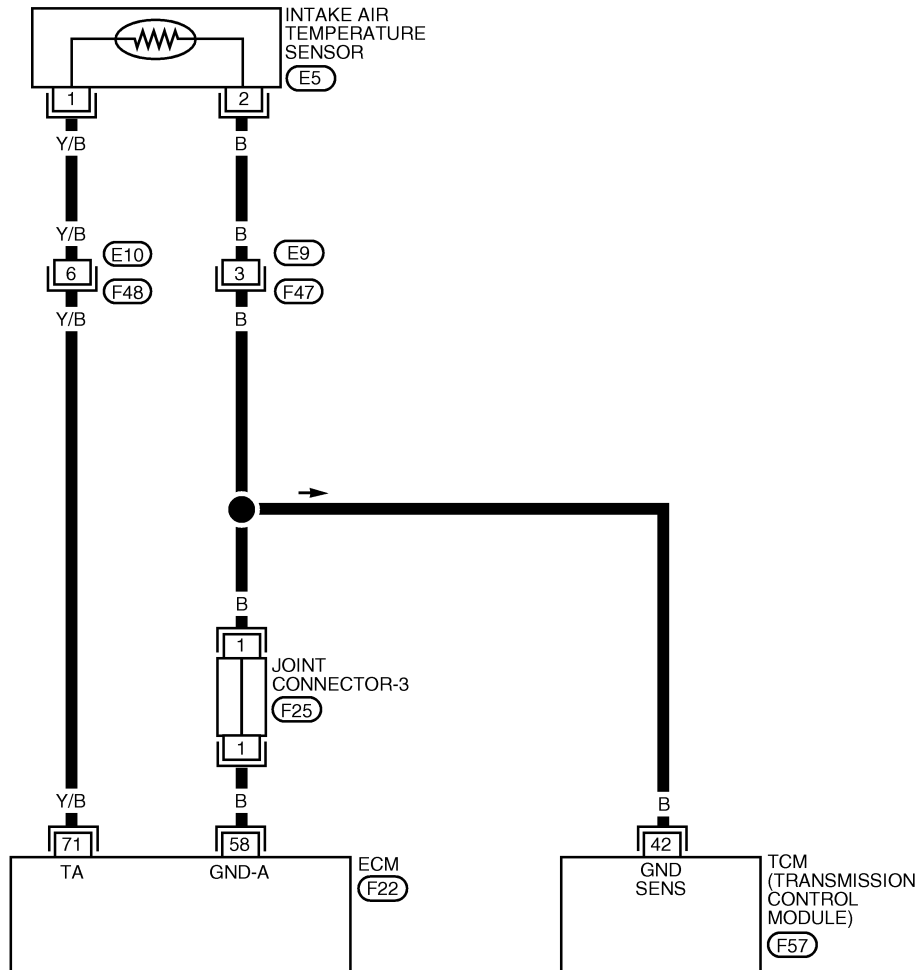 INTAKE AIR
TEMPERATURE
SENSOR
E5
1
2
Y/B
B
Y/B
B
E10
E9
6
3
F48
F47
Y/B
B
B
1
JOINT
CONNECTOR-3
F25
1
Y/B
B
B
71
58
42
TA
GND-A
ECM
F22
GND
SENS
TCM
(TRANSMISSION
CONTROL
MODULE)
F57